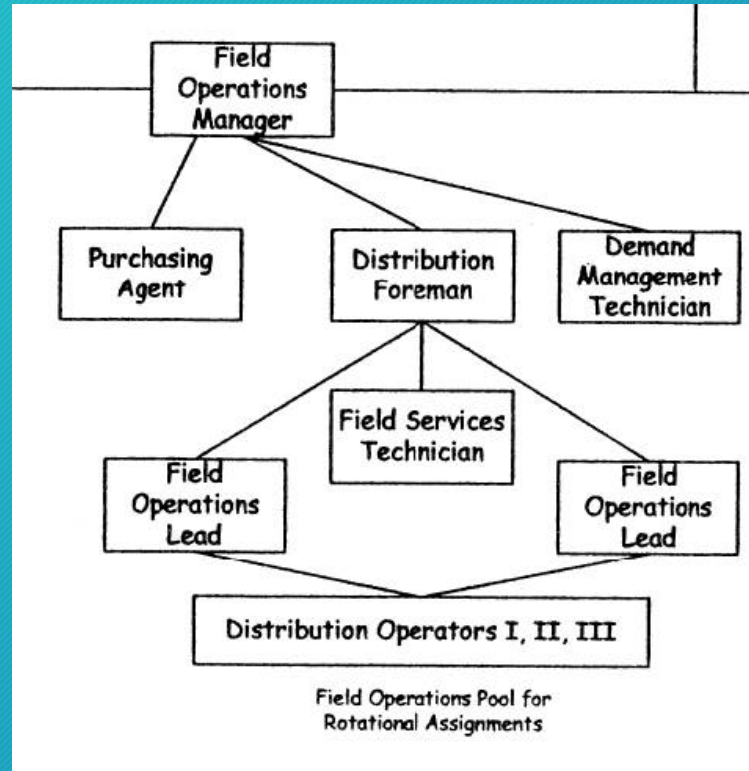 Field
Operations
Manager
Purchasing
Agent
Distribution
Foreman
Demand
Management
Technician
Field Services
Technician
Field
Operations
Lead
Field
Operations
Lead
Distribution Operators I, II, III
Field Operations Pool for
Rotational Assignments